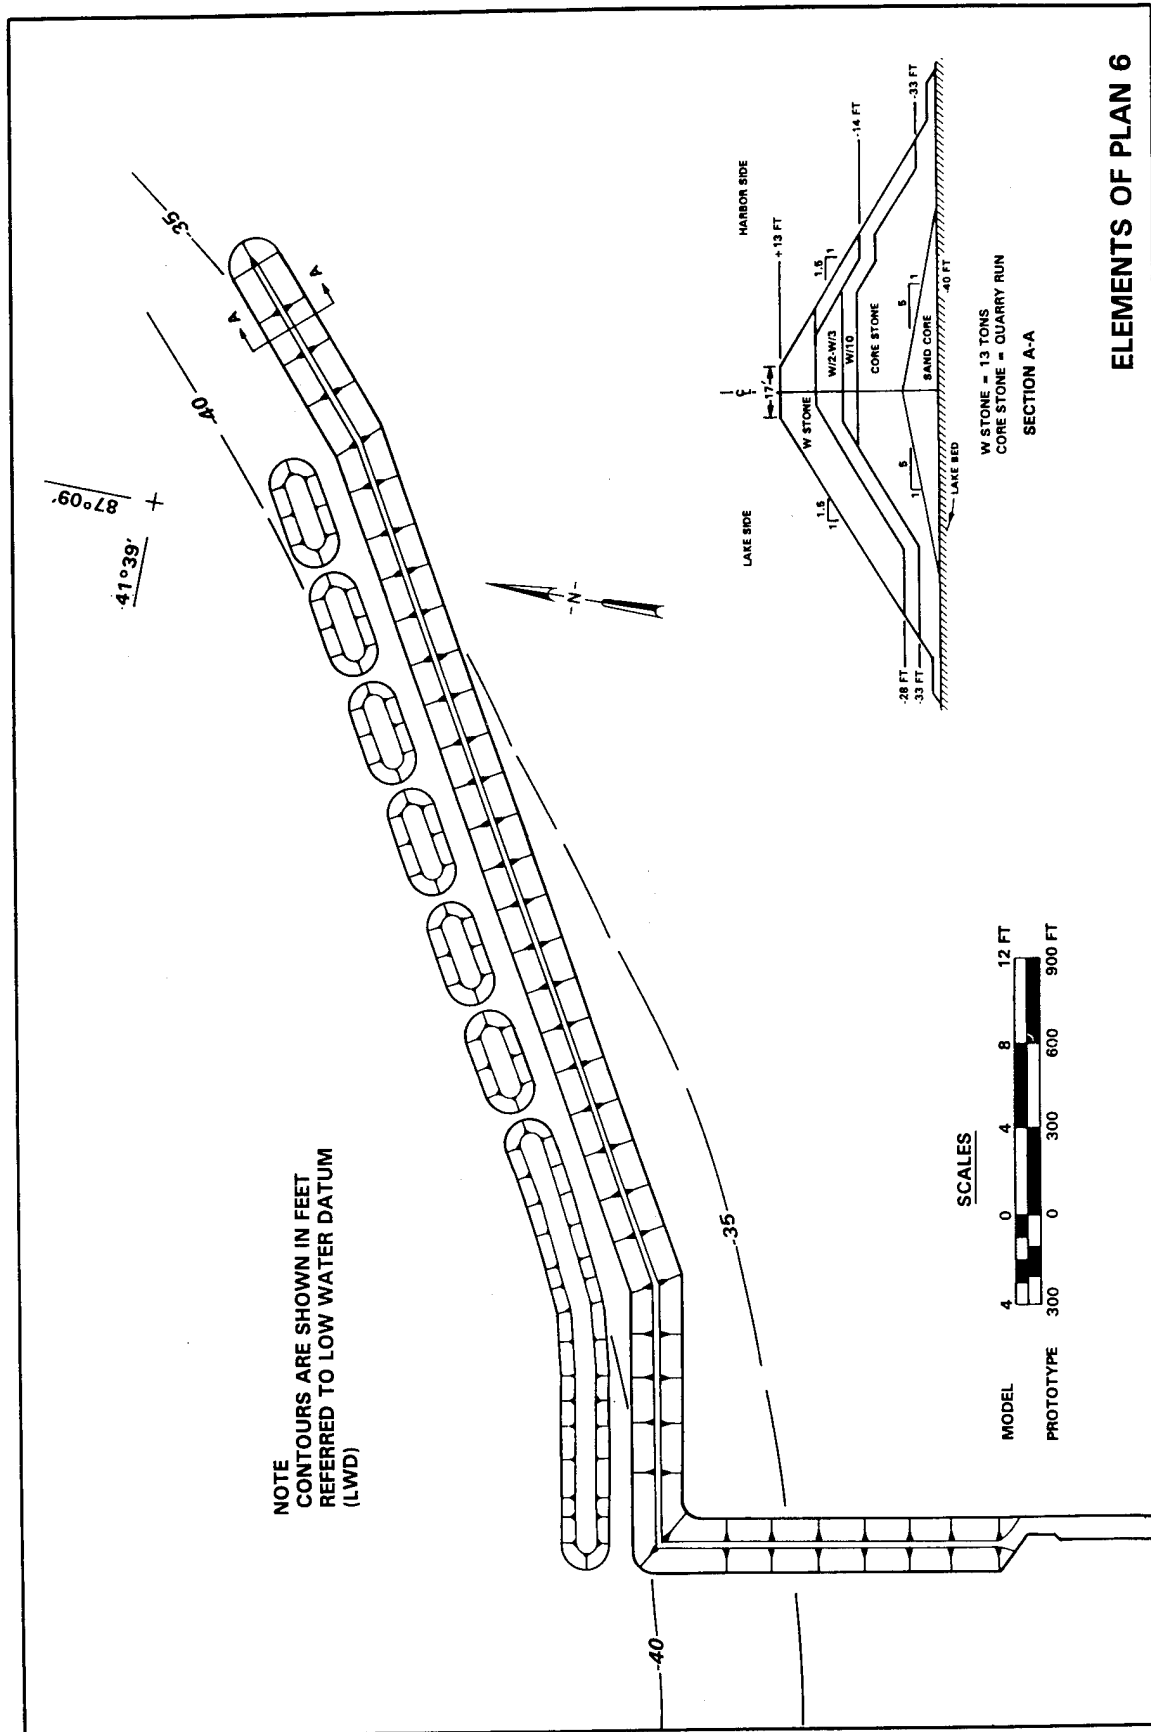 NOTE
CONTOURS ARE SHOWN IN FEET
REFERRED TO LOW WATER DATUM
(LWD)
41°39'
87°09'
-40
-35
A
A
-N-
-35
-40
SCALES
MODEL 4 0 4 8 12 FT
PROTOTYPE 300 0 300 600 900 FT
LAKE SIDE
HARBOR SIDE
℄
17'
+13 FT
1.5
1
1.5
1
W STONE
W/2-W/3
W/10
CORE STONE
-14 FT
-28 FT
-33 FT
-33 FT
5
1
5
1
SAND CORE
LAKE BED
-40 FT
W STONE = 13 TONS
CORE STONE = QUARRY RUN
SECTION A-A
ELEMENTS OF PLAN 6